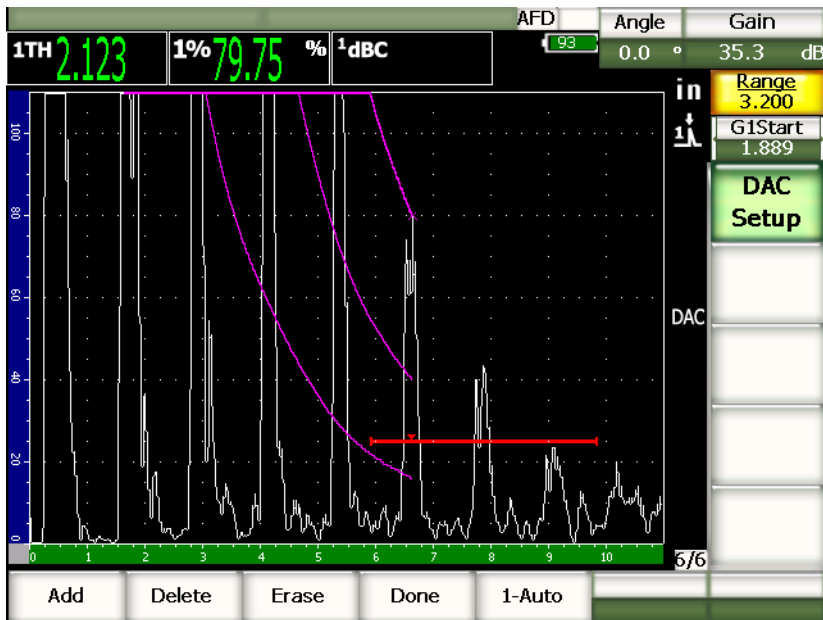 AFD
Angle
Gain
1TH 2.123
1% 79.75 %
1dBC
93
0.0 °
35.3 dB
in
Range
3.200
1
G1Start
1.889
DAC
Setup
DAC
100
80
60
40
20
0
0 1 2 3 4 5 6 7 8 9 10
6/6
Add
Delete
Erase
Done
1-Auto